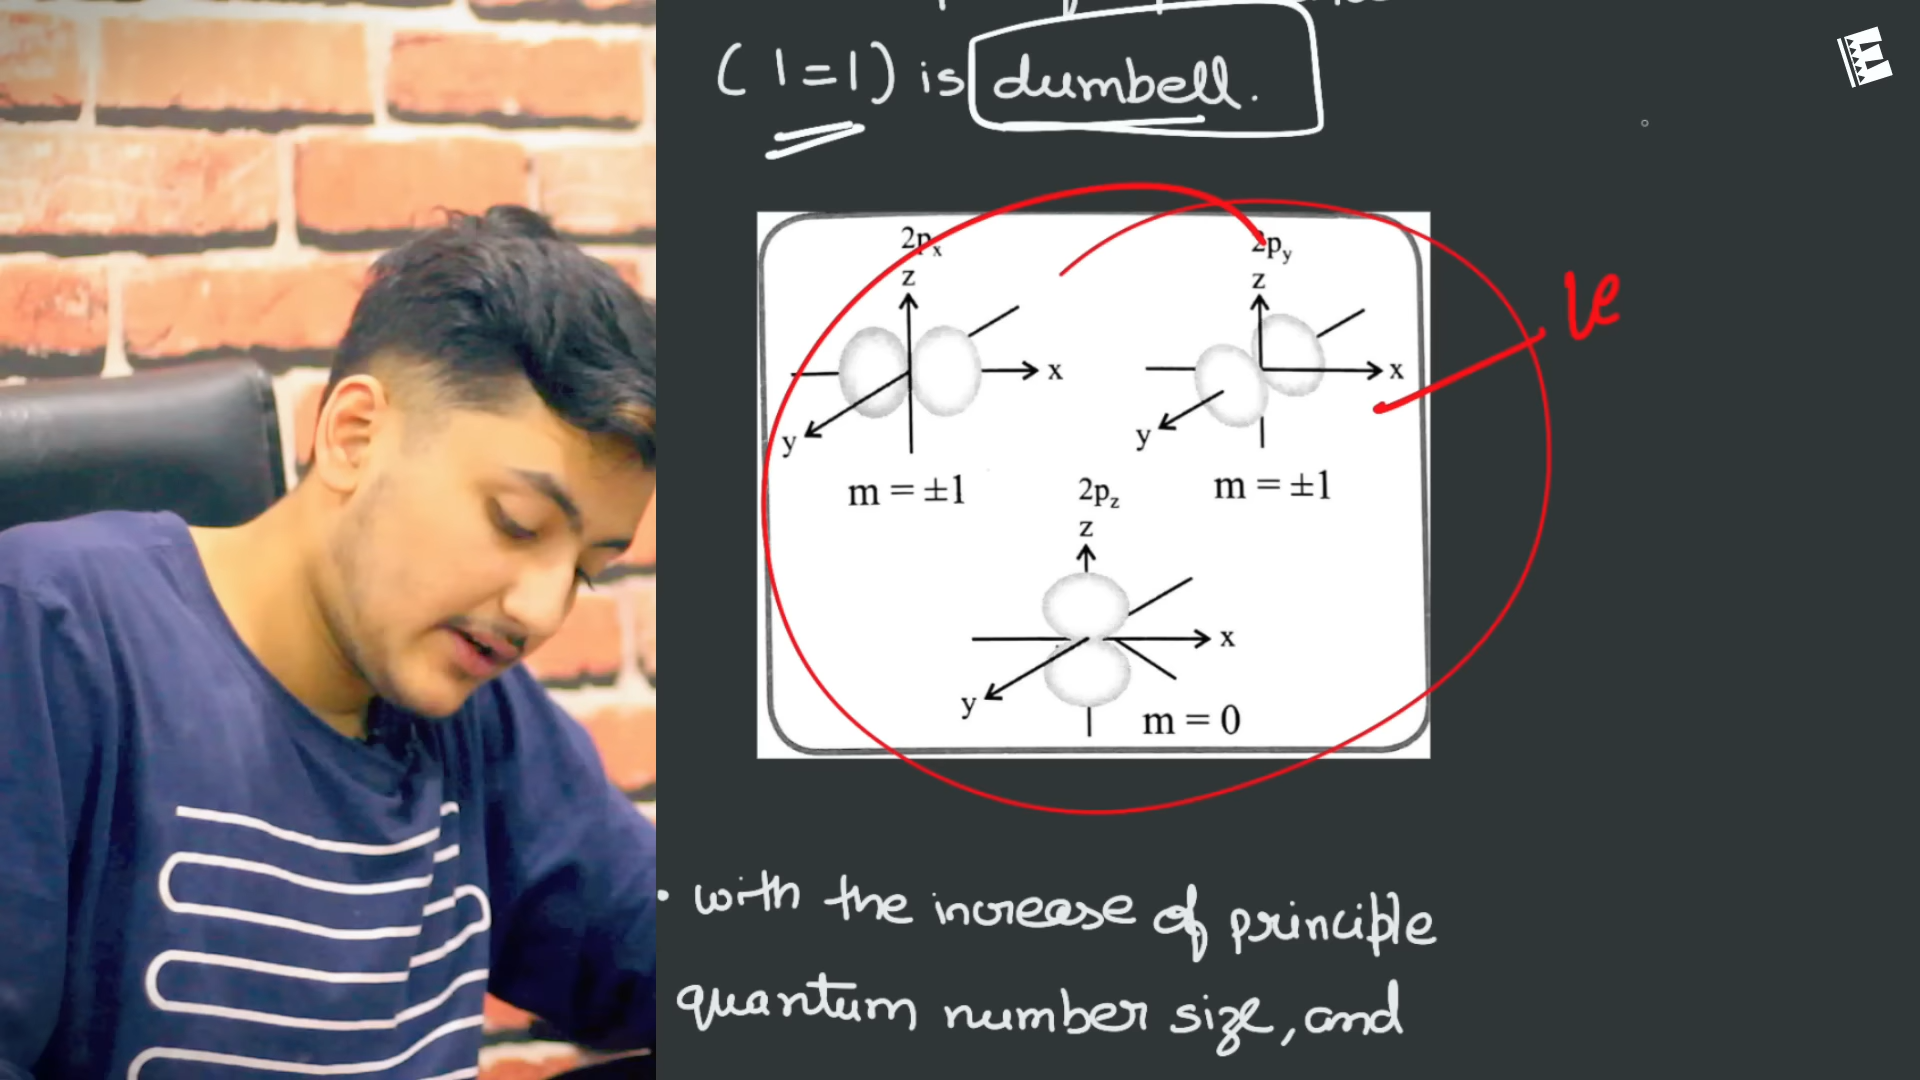 (l=1) is dumbell.
2px
2py
z
z
x
x
y
y
m = ±1
m = ±1
2pz
z
x
y
m = 0
le
• with the increase of principle
quantum number size, and